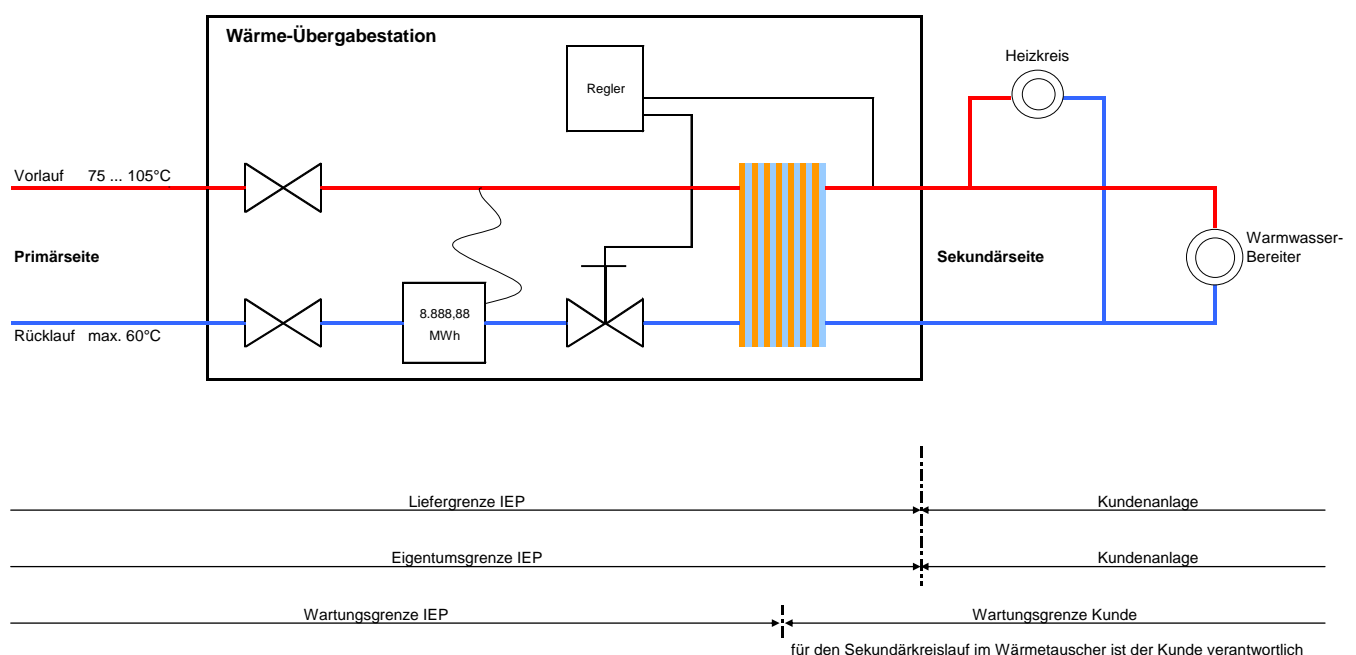 Wärme-Übergabestation
Heizkreis
Regler
Vorlauf 75 ... 105°C
Primärseite
Sekundärseite
Warmwasser-
Bereiter
8.888,88
MWh
Rücklauf max. 60°C
Liefergrenze IEP
Kundenanlage
Eigentumsgrenze IEP
Kundenanlage
Wartungsgrenze IEP
Wartungsgrenze Kunde
für den Sekundärkreislauf im Wärmetauscher ist der Kunde verantwortlich